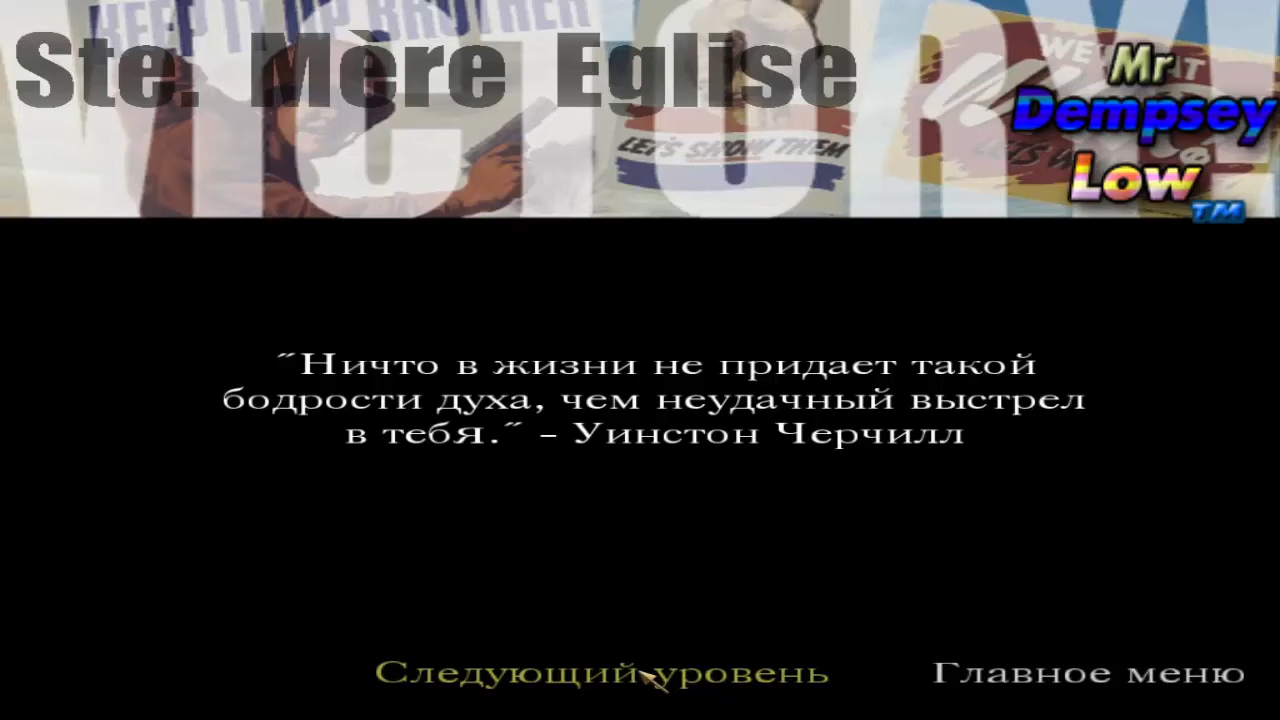 KEEP IT UP BROTHER
VICTORY
Ste. Mère Eglise
LET'S SHOW THEM
Mr
Dempsey
Low
TM
˝Ничто в жизни не придает такой
бодрости духа, чем неудачный выстрел
в тебя.˝ – Уинстон Черчилл
Следующий уровень
Главное меню